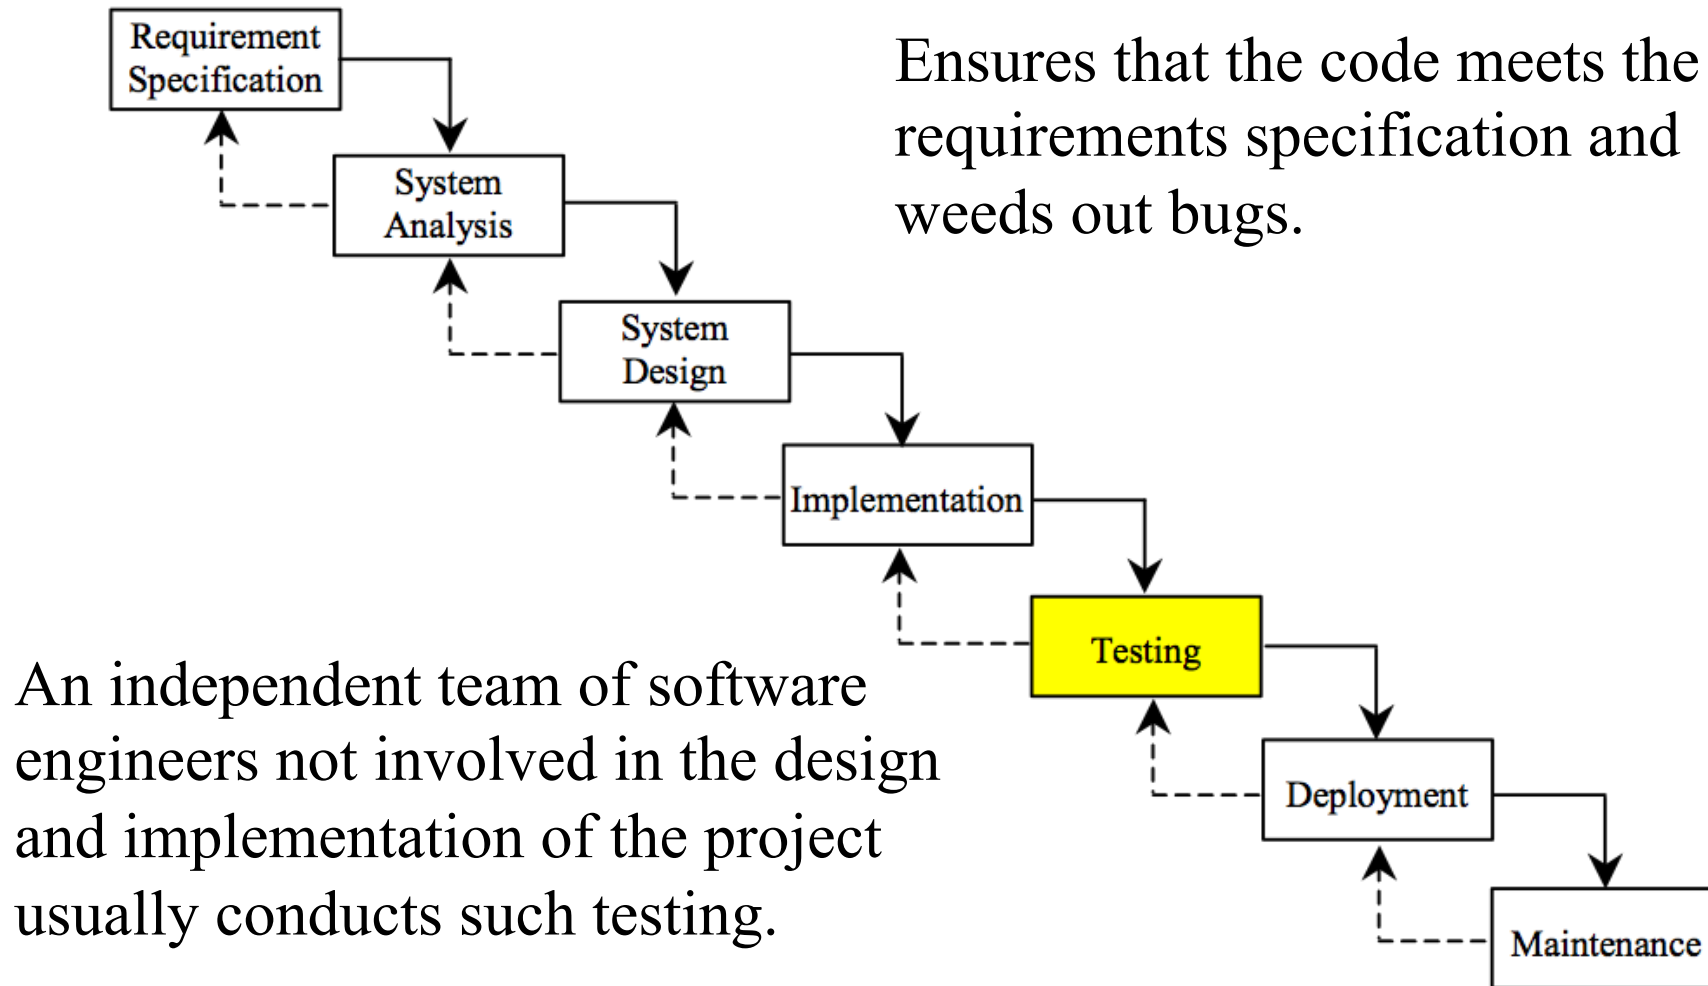 Requirement
Specification
Ensures that the code meets the
requirements specification and
weeds out bugs.
System
Analysis
System
Design
Implementation
Testing
An independent team of software
engineers not involved in the design
and implementation of the project
usually conducts such testing.
Deployment
Maintenance